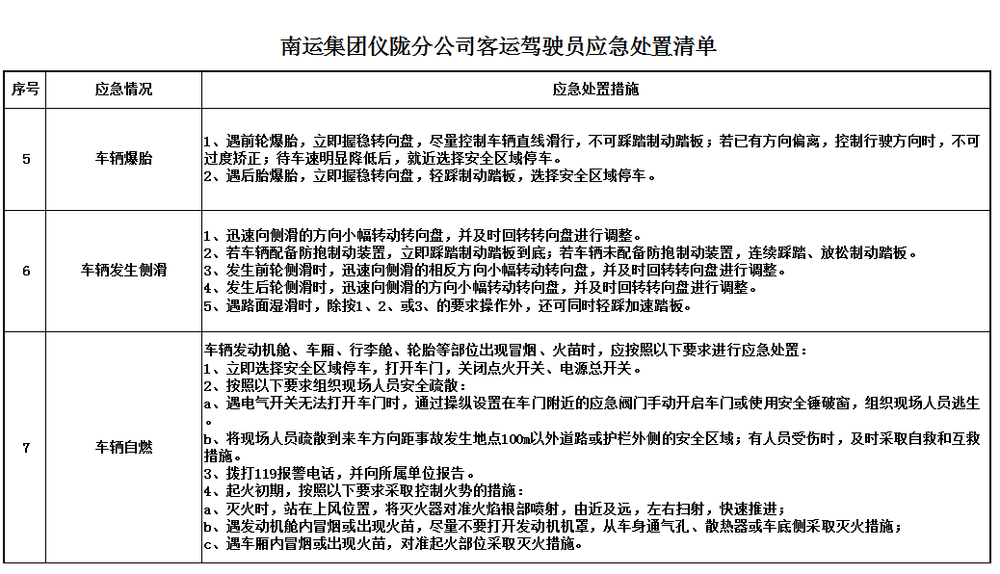 南运集团仪陇分公司客运驾驶员应急处置清单
序号 应急情况 应急处置措施
5 车辆爆胎
1、遇前轮爆胎，立即握稳转向盘，尽量控制车辆直线滑行，不可踩踏制动踏板；若已有方向偏离，控制行驶方向时，不可
过度矫正；待车速明显降低后，就近选择安全区域停车。
2、遇后胎爆胎，立即握稳转向盘，轻踩制动踏板，选择安全区域停车。
6 车辆发生侧滑
1、迅速向侧滑的方向小幅转动转向盘，并及时回转转向盘进行调整。
2、若车辆配备防抱制动装置，立即踩踏制动踏板到底；若车辆未配备防抱制动装置，连续踩踏、放松制动踏板。
3、发生前轮侧滑时，迅速向侧滑的相反方向小幅转动转向盘，并及时回转转向盘进行调整。
4、发生后轮侧滑时，迅速向侧滑的方向小幅转动转向盘，并及时回转转向盘进行调整。
5、遇路面湿滑时，除按1、2、或3、的要求操作外，还可同时轻踩加速踏板。
7 车辆自燃
车辆发动机舱、车厢、行李舱、轮胎等部位出现冒烟、火苗时，应按照以下要求进行应急处置：
1、立即选择安全区域停车，打开车门，关闭点火开关、电源总开关。
2、按照以下要求组织现场人员安全疏散：
a、遇电气开关无法打开车门时，通过操纵设置在车门附近的应急阀门手动开启车门或使用安全锤破窗，组织现场人员逃生
。
b、将现场人员疏散到来车方向距事故发生地点100m以外道路或护栏外侧的安全区域；有人员受伤时，及时采取自救和互救
措施。
3、拨打119报警电话，并向所属单位报告。
4、起火初期，按照以下要求采取控制火势的措施：
a、灭火时，站在上风位置，将灭火器对准火焰根部喷射，由近及远，左右扫射，快速推进；
b、遇发动机舱内冒烟或出现火苗，尽量不要打开发动机机罩，从车身通气孔、散热器或车底侧采取灭火措施；
c、遇车厢内冒烟或出现火苗，对准起火部位采取灭火措施。